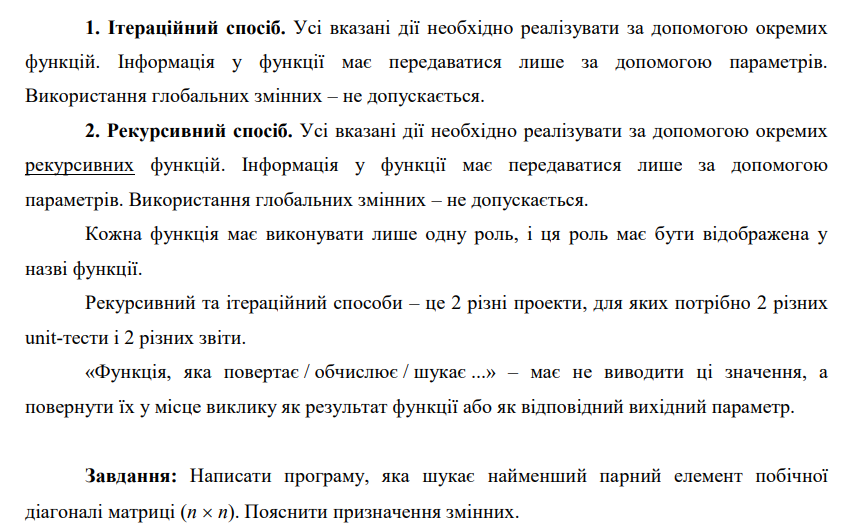 1. Ітераційний спосіб. Усі вказані дії необхідно реалізувати за допомогою окремих
функцій. Інформація у функції має передаватися лише за допомогою параметрів.
Використання глобальних змінних – не допускається.
2. Рекурсивний спосіб. Усі вказані дії необхідно реалізувати за допомогою окремих
рекурсивних функцій. Інформація у функції має передаватися лише за допомогою
параметрів. Використання глобальних змінних – не допускається.
Кожна функція має виконувати лише одну роль, і ця роль має бути відображена у
назві функції.
Рекурсивний та ітераційний способи – це 2 різні проекти, для яких потрібно 2 різних
unit-тести і 2 різних звіти.
«Функція, яка повертає / обчислює / шукає ...» – має не виводити ці значення, а
повернути їх у місце виклику як результат функції або як відповідний вихідний параметр.
Завдання: Написати програму, яка шукає найменший парний елемент побічної
діагоналі матриці (n × n). Пояснити призначення змінних.